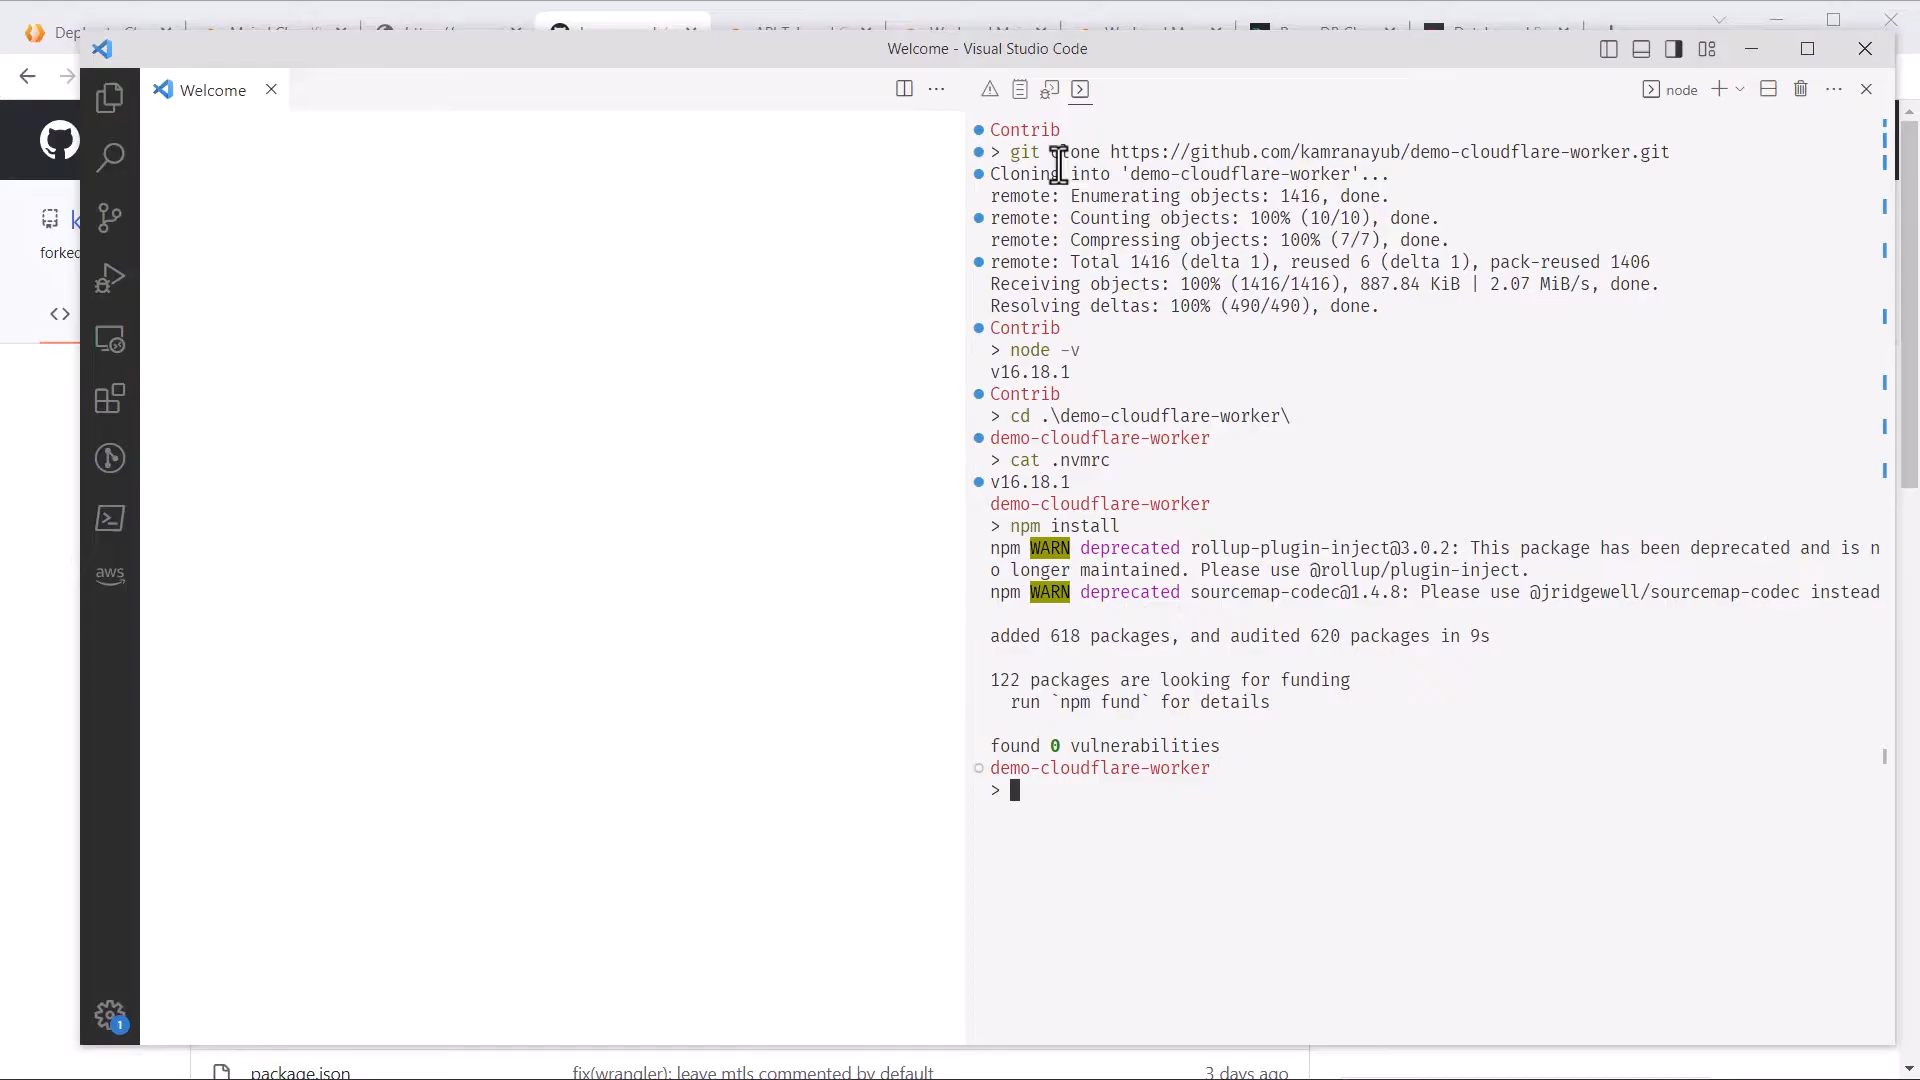 Welcome - Visual Studio Code
Welcome
node
Contrib
> git clone https://github.com/kamranayub/demo-cloudflare-worker.git
Cloning into 'demo-cloudflare-worker'...
remote: Enumerating objects: 1416, done.
remote: Counting objects: 100% (10/10), done.
remote: Compressing objects: 100% (7/7), done.
remote: Total 1416 (delta 1), reused 6 (delta 1), pack-reused 1406
Receiving objects: 100% (1416/1416), 887.84 KiB | 2.07 MiB/s, done.
Resolving deltas: 100% (490/490), done.
Contrib
> node -v
v16.18.1
Contrib
> cd .\demo-cloudflare-worker\
demo-cloudflare-worker
> cat .nvmrc
v16.18.1
demo-cloudflare-worker
> npm install
npm WARN deprecated rollup-plugin-inject@3.0.2: This package has been deprecated and is n
o longer maintained. Please use @rollup/plugin-inject.
npm WARN deprecated sourcemap-codec@1.4.8: Please use @jridgewell/sourcemap-codec instead
added 618 packages, and audited 620 packages in 9s
122 packages are looking for funding
run `npm fund` for details
found 0 vulnerabilities
demo-cloudflare-worker
>
forked
aws
1
package.json fix(wrangler): leave mtls commented by default 3 days ago